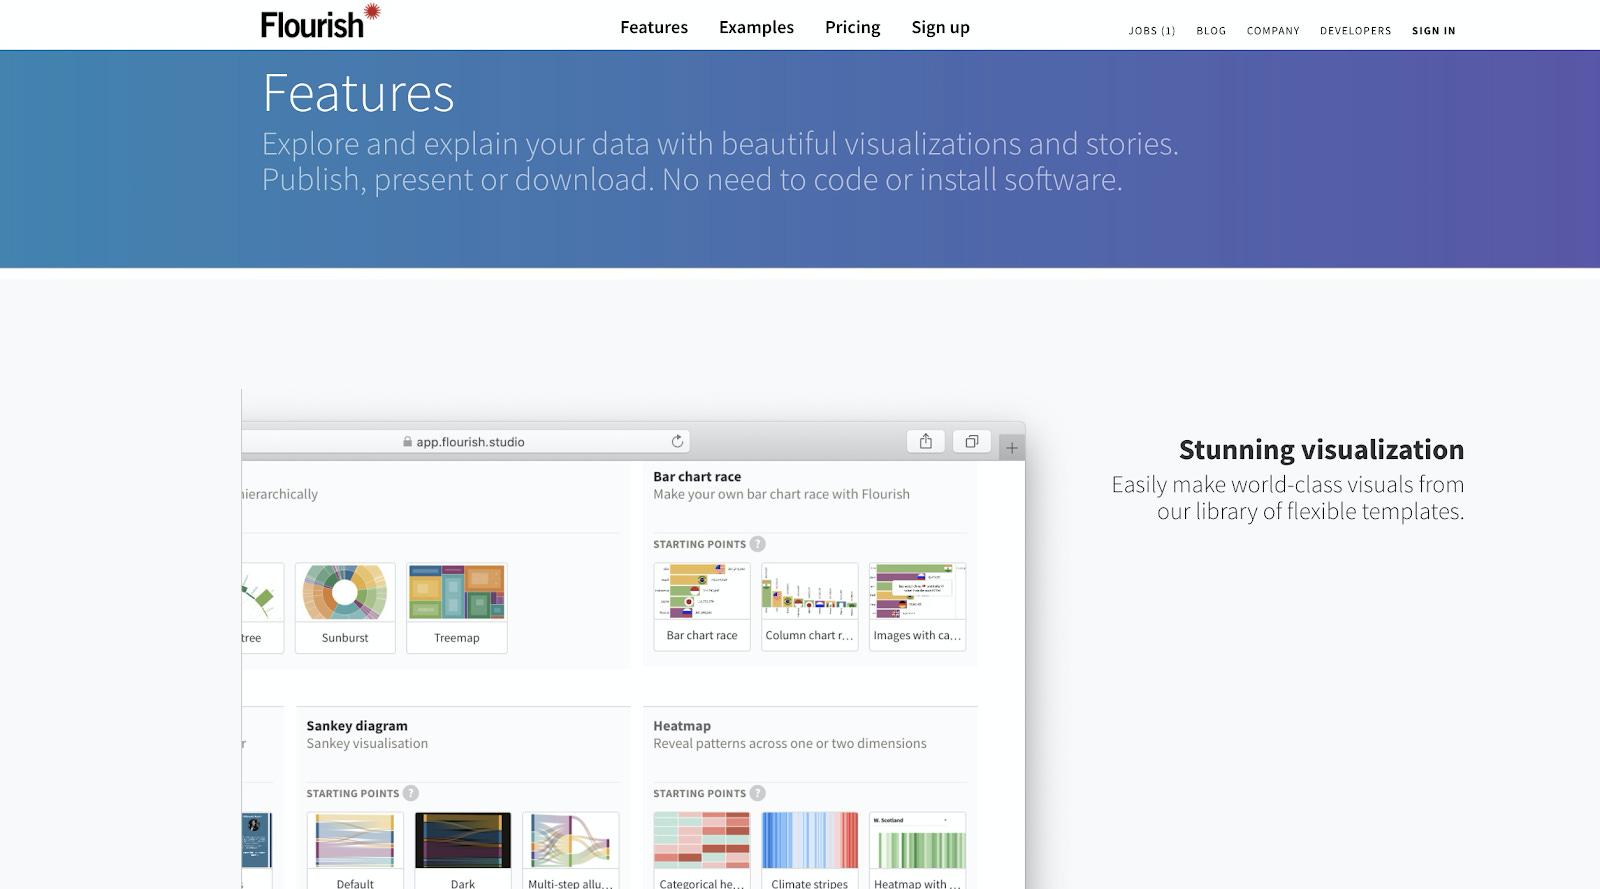 Flourish
Features
Examples
Pricing
Sign up
JOBS (1)
BLOG
COMPANY
DEVELOPERS
SIGN IN
Features
Explore and explain your data with beautiful visualizations and stories.
Publish, present or download. No need to code or install software.
app.flourish.studio
Stunning visualization
Easily make world-class visuals from
our library of flexible templates.
hierarchically
tree
Sunburst
Treemap
Bar chart race
Make your own bar chart race with Flourish
STARTING POINTS ?
Bar chart race
Column chart r...
Images with ca...
r
Sankey diagram
Sankey visualisation
STARTING POINTS ?
Default
Dark
Multi-step allu...
Heatmap
Reveal patterns across one or two dimensions
STARTING POINTS ?
W. Scotland
Categorical he...
Climate stripes
Heatmap with ...